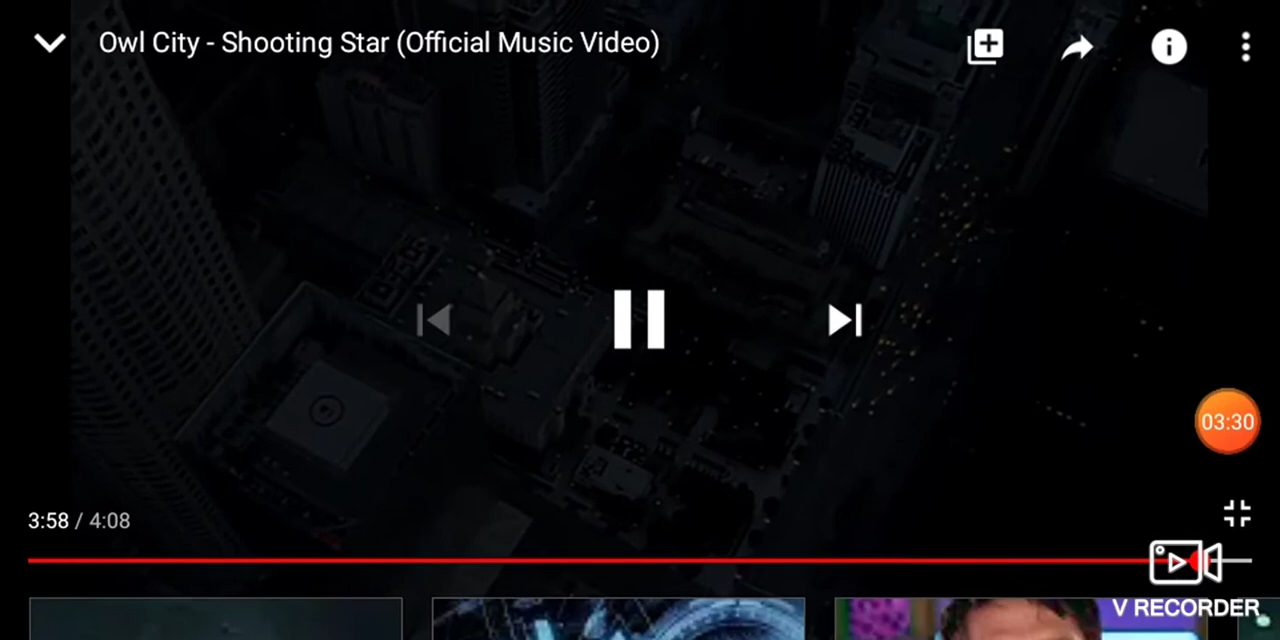 Owl City - Shooting Star (Official Music Video)
03:30
3:58 / 4:08
V RECORDER